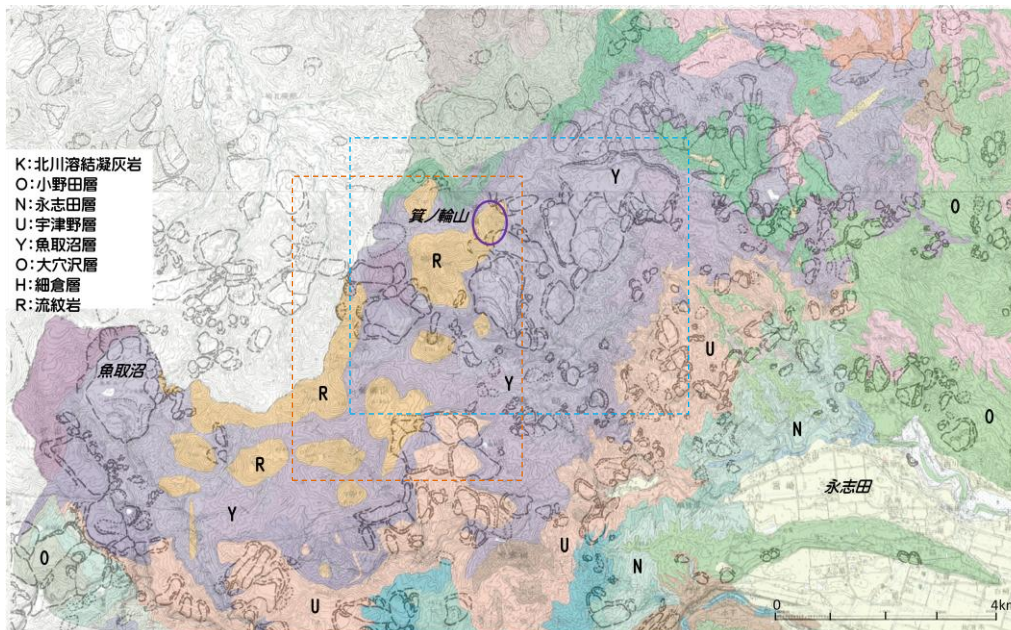 K:北川溶結凝灰岩
O:小野田層
N:永志田層
U:宇津野層
Y:魚取沼層
O:大穴沢層
H:細倉層
R:流紋岩
Y
O
箕ノ輪山
R
U
魚取沼
R
Y
N
O
R
永志田
Y
U
N
O
U
0
4km